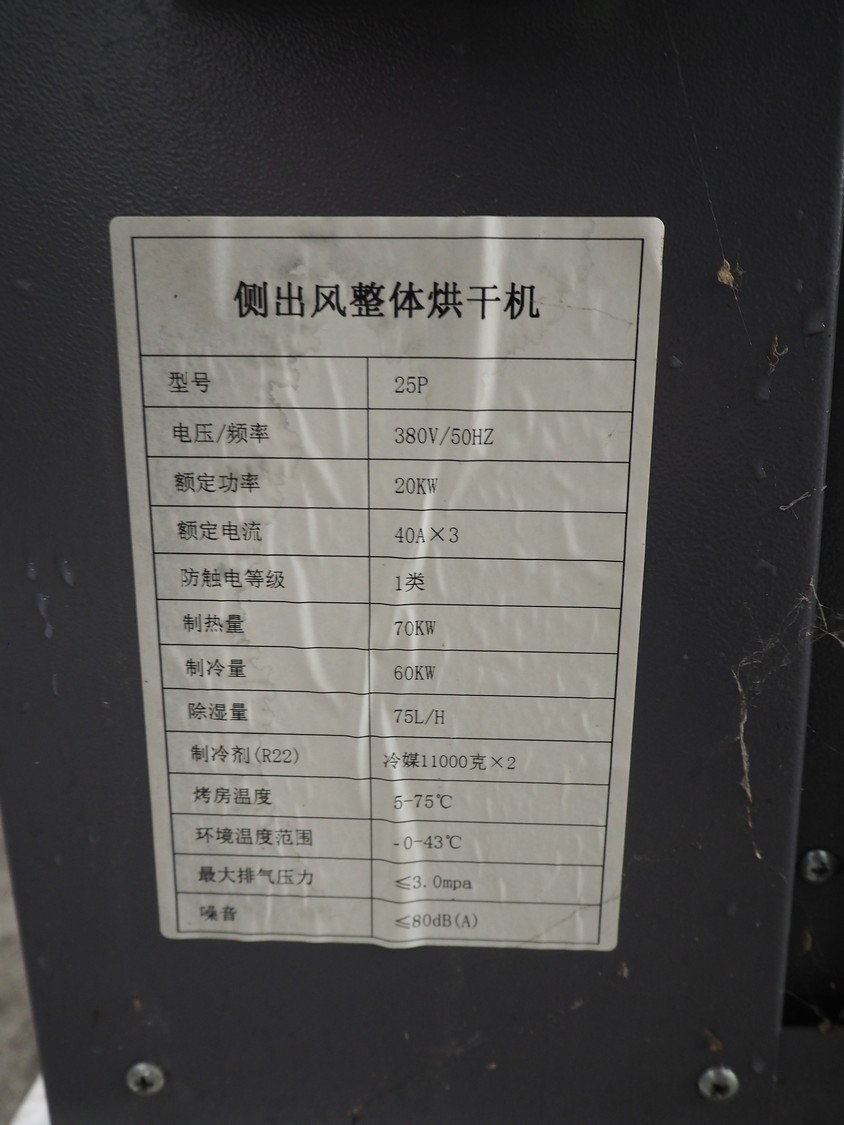 侧出风整体烘干机
型号 25P
电压/频率 380V/50HZ
额定功率 20KW
额定电流 40A×3
防触电等级 1类
制热量 70KW
制冷量 60KW
除湿量 75L/H
制冷剂(R22) 冷媒11000克×2
烤房温度 5-75℃
环境温度范围 -0-43℃
最大排气压力 ≤3.0mpa
噪音 ≤80dB(A)